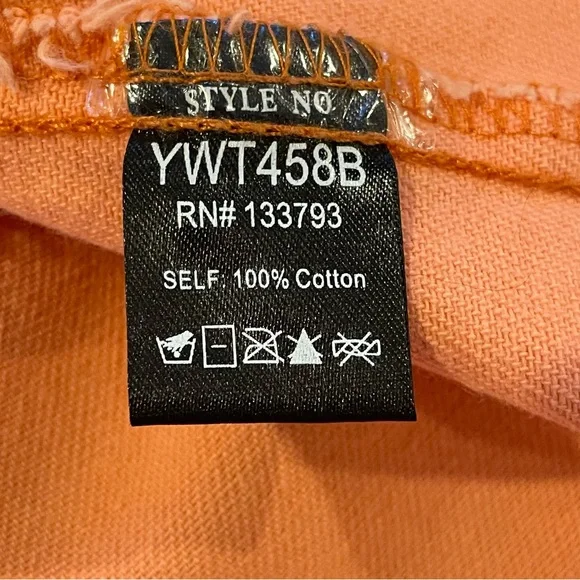 STYLE NO
YWT458B
RN# 133793
SELF: 100% Cotton